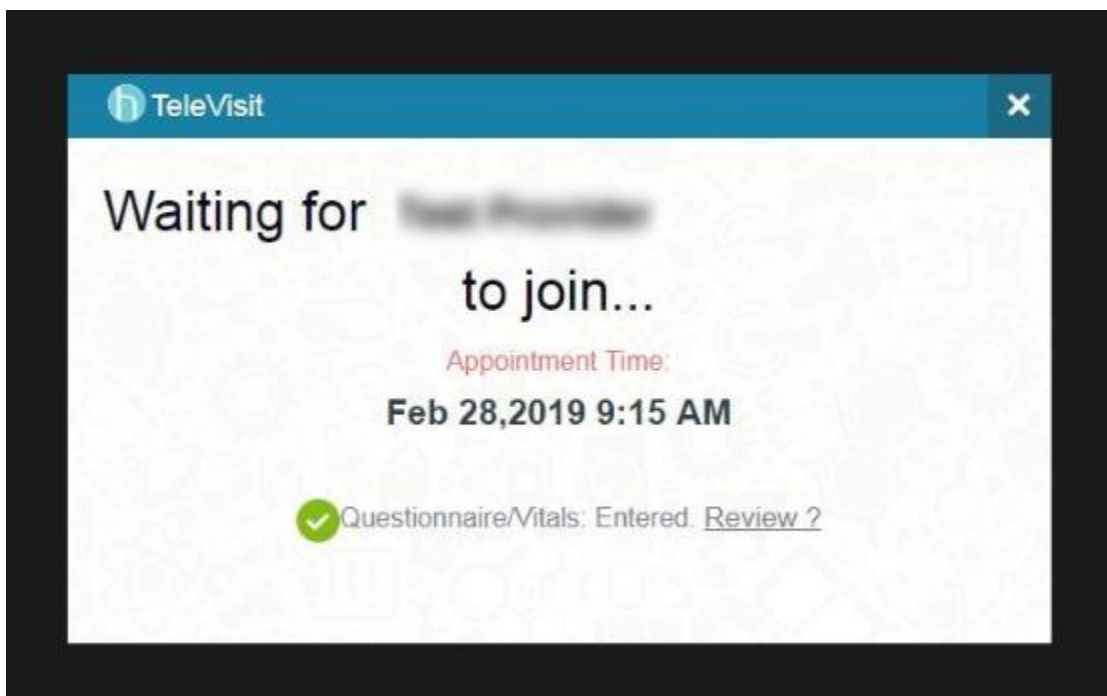 TeleVisit
Waiting for
to join...
Appointment Time:
Feb 28,2019 9:15 AM
Questionnaire/Vitals: Entered. Review ?